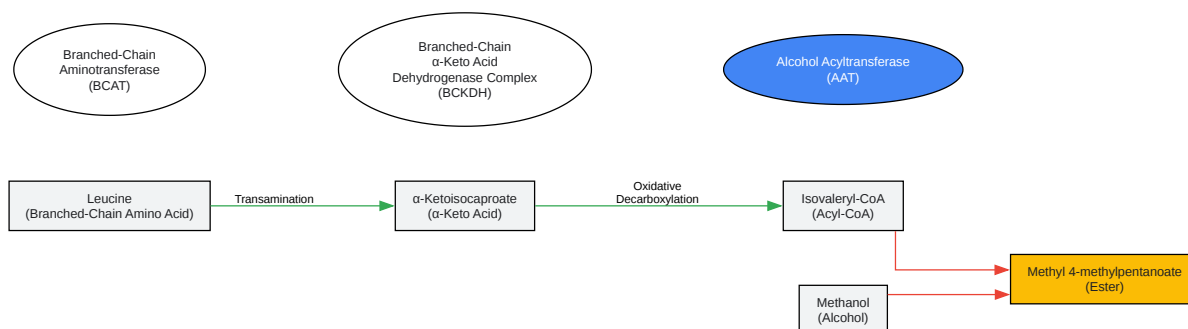 Branched-Chain
Aminotransferase
(BCAT)
Branched-Chain
α-Keto Acid
Dehydrogenase Complex
(BCKDH)
Alcohol Acyltransferase
(AAT)
Leucine
(Branched-Chain Amino Acid)
Transamination
α-Ketoisocaproate
(α-Keto Acid)
Oxidative
Decarboxylation
Isovaleryl-CoA
(Acyl-CoA)
Methyl 4-methylpentanoate
(Ester)
Methanol
(Alcohol)